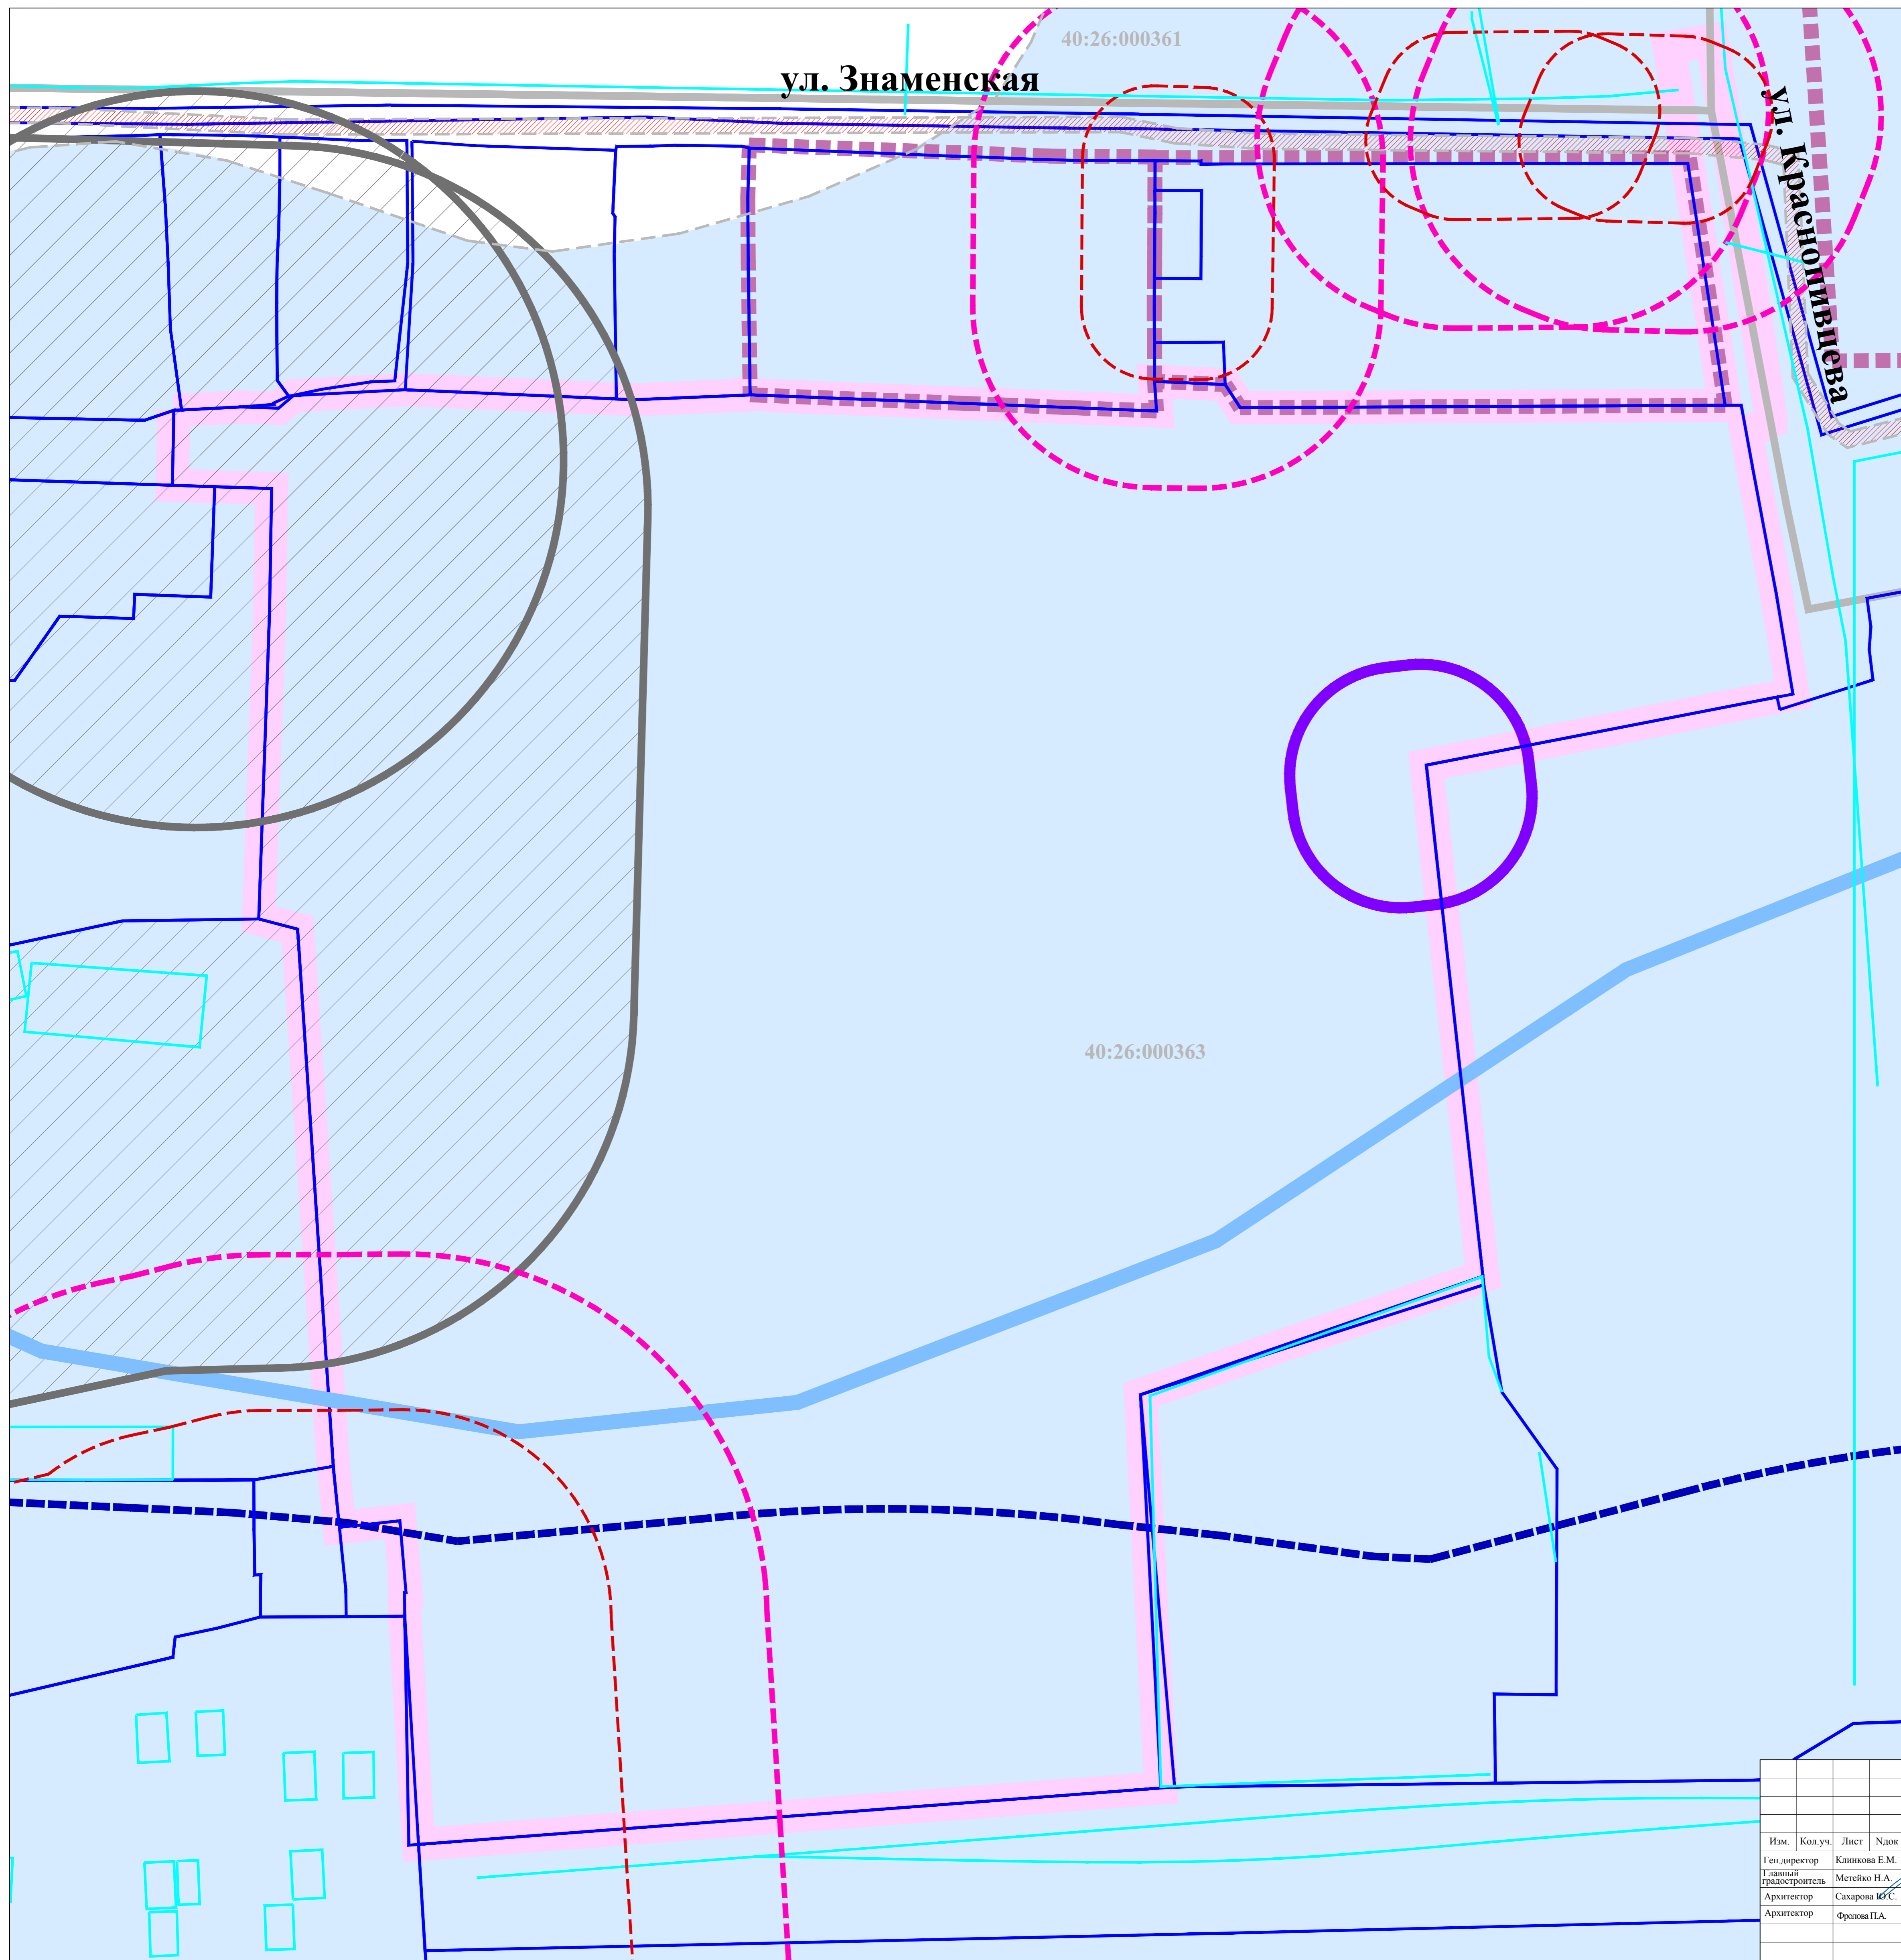 40:26:000361
ул. Знаменская
ул. Краснопивцева
40:26:000363
Изм. Кол.уч. Лист Nдок
Ген.директор Клинкова Е.М.
Главный градостроитель Метейко Н.А.
Архитектор Сахарова Ю.С.
Архитектор Фролова П.А.